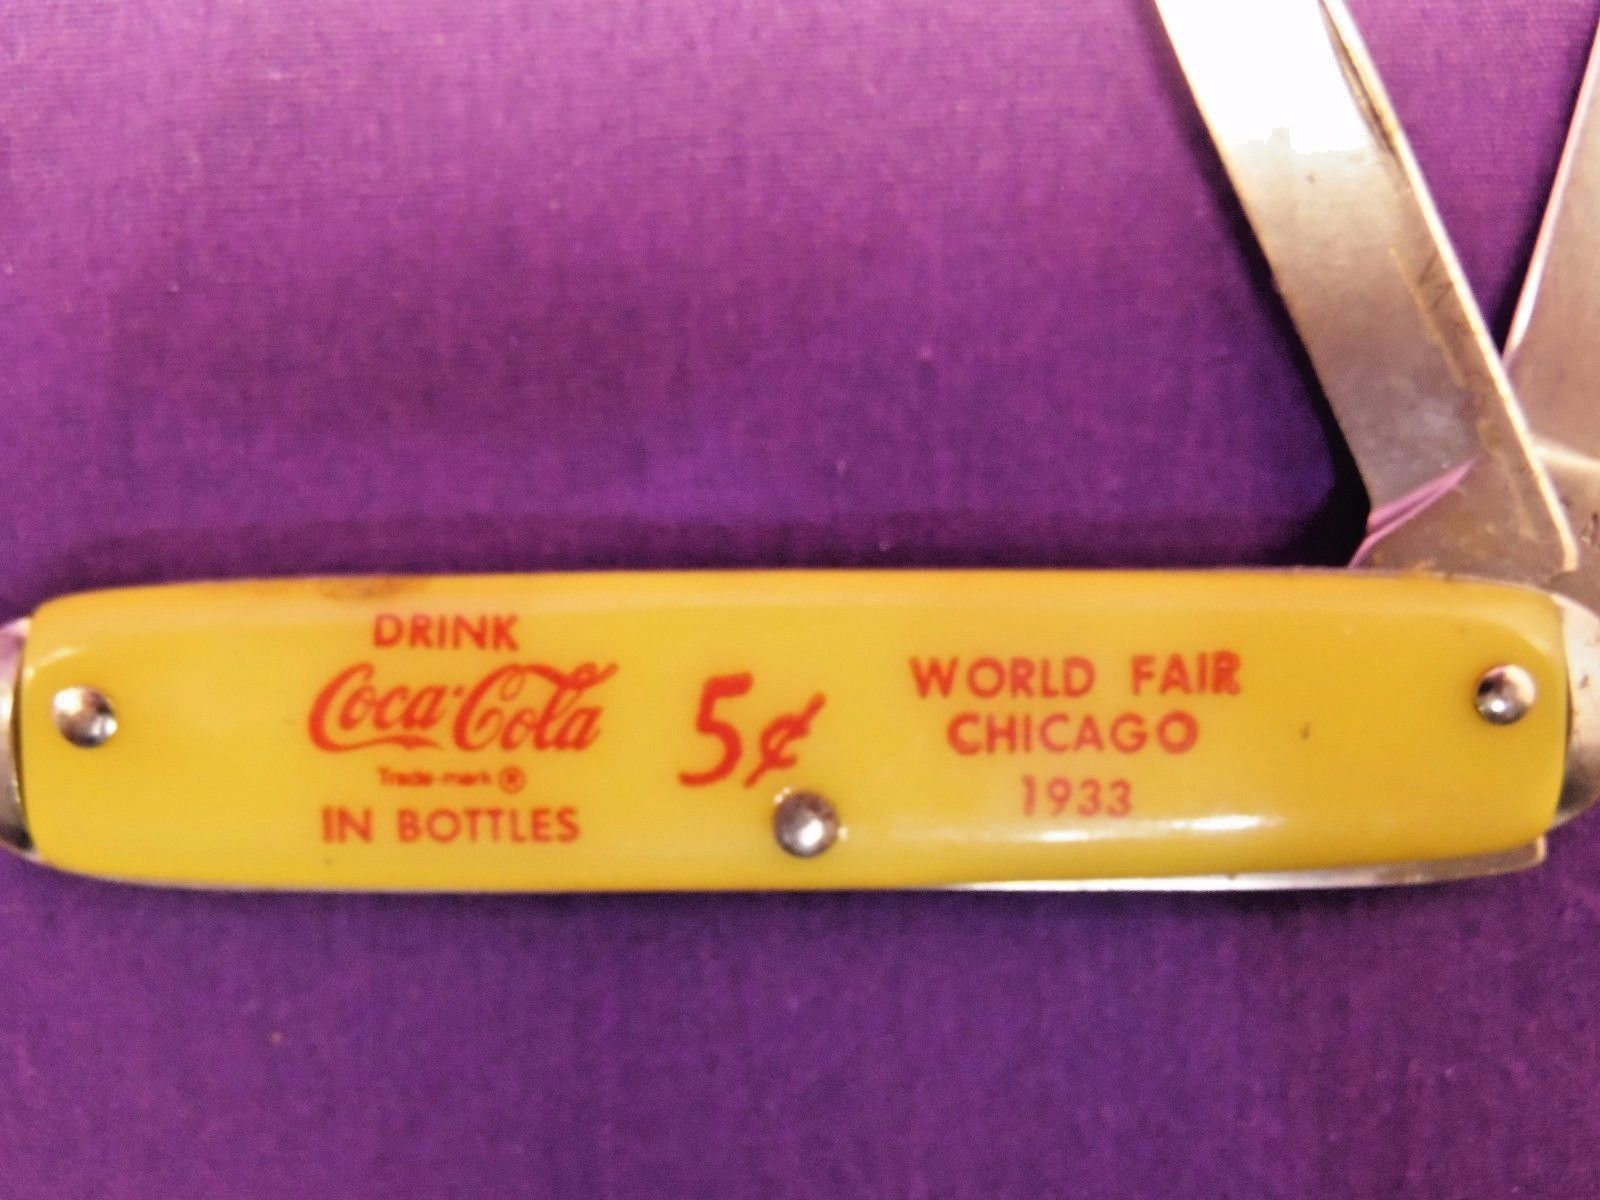 DRINK
Coca-Cola
Trade-mark ®
IN BOTTLES
5¢
WORLD FAIR
CHICAGO
1933